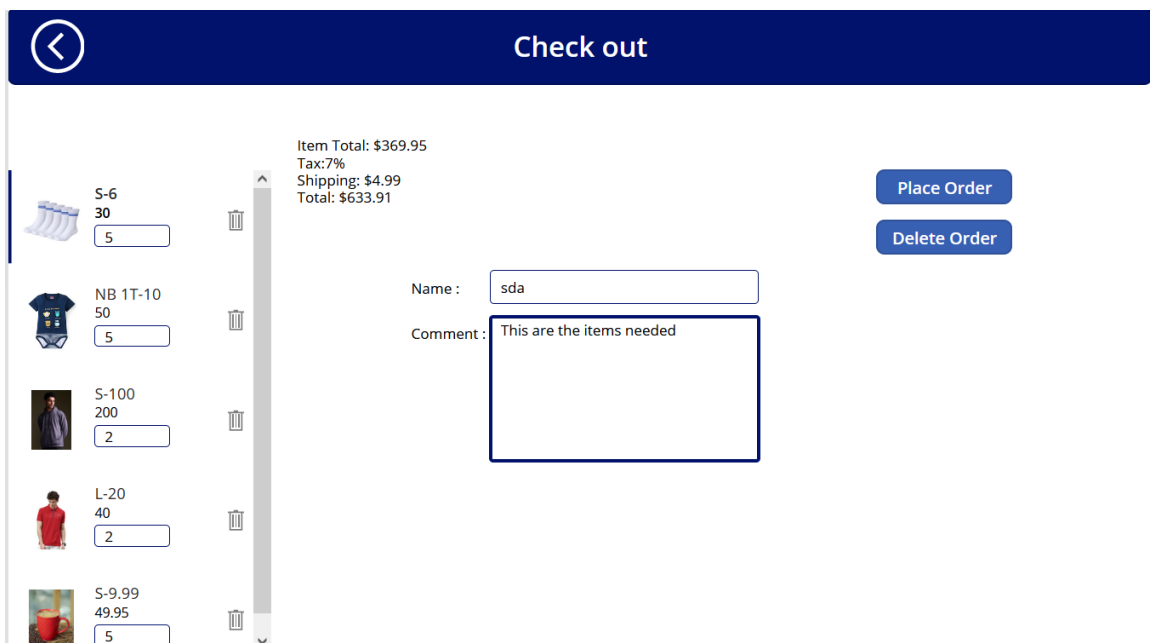 Check out
S-6
30
5
NB 1T-10
50
5
S-100
200
2
L-20
40
2
S-9.99
49.95
5
Item Total: $369.95
Tax:7%
Shipping: $4.99
Total: $633.91
Place Order
Delete Order
Name :
sda
Comment :
This are the items needed